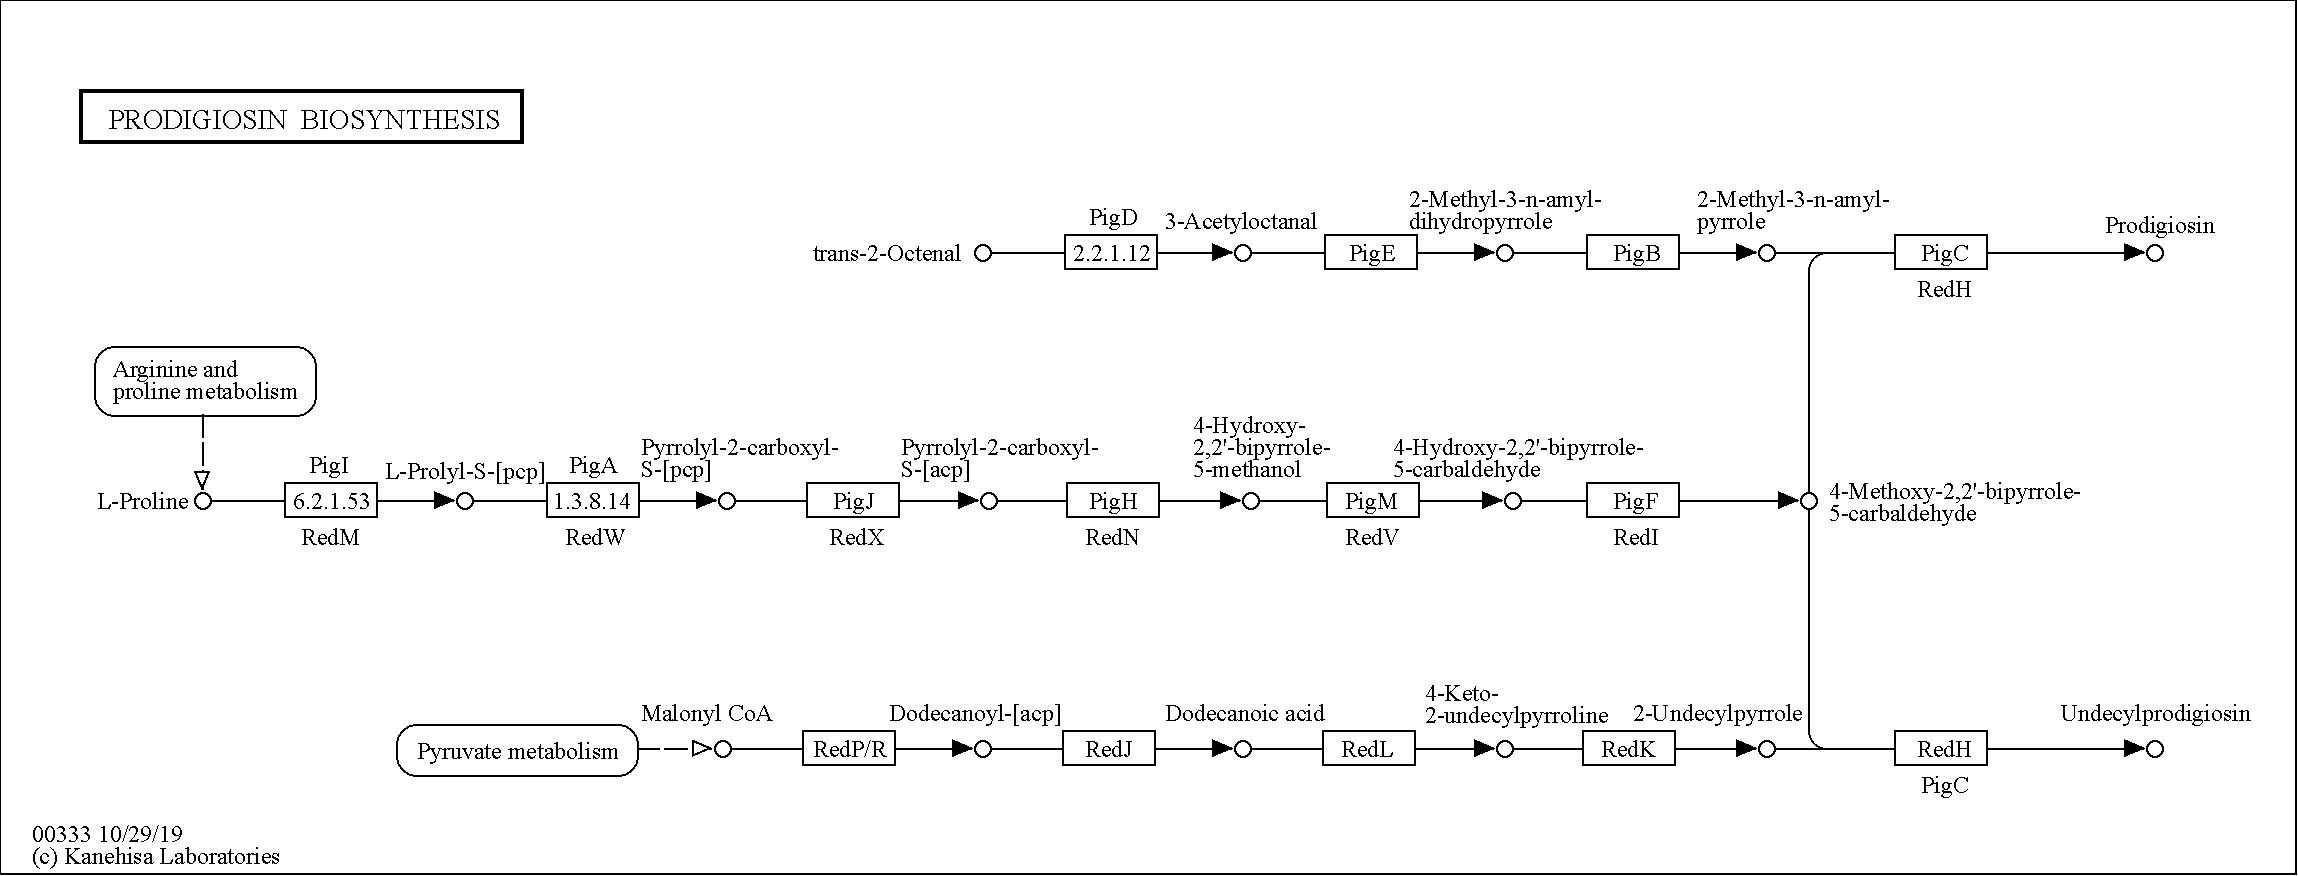 PRODIGIOSIN BIOSYNTHESIS
trans-2-Octenal
PigD
2.2.1.12
3-Acetyloctanal
PigE
2-Methyl-3-n-amyl-
dihydropyrrole
PigB
2-Methyl-3-n-amyl-
pyrrole
PigC
RedH
Prodigiosin
Arginine and
proline metabolism
L-Proline
PigI
6.2.1.53
RedM
L-Prolyl-S-[pcp]
PigA
1.3.8.14
RedW
Pyrrolyl-2-carboxyl-
S-[pcp]
PigJ
RedX
Pyrrolyl-2-carboxyl-
S-[acp]
PigH
RedN
4-Hydroxy-
2,2'-bipyrrole-
5-methanol
PigM
RedV
4-Hydroxy-2,2'-bipyrrole-
5-carbaldehyde
PigF
RedI
4-Methoxy-2,2'-bipyrrole-
5-carbaldehyde
Pyruvate metabolism
Malonyl CoA
RedP/R
Dodecanoyl-[acp]
RedJ
Dodecanoic acid
RedL
4-Keto-
2-undecylpyrroline
RedK
2-Undecylpyrrole
RedH
PigC
Undecylprodigiosin
00333 10/29/19
(c) Kanehisa Laboratories